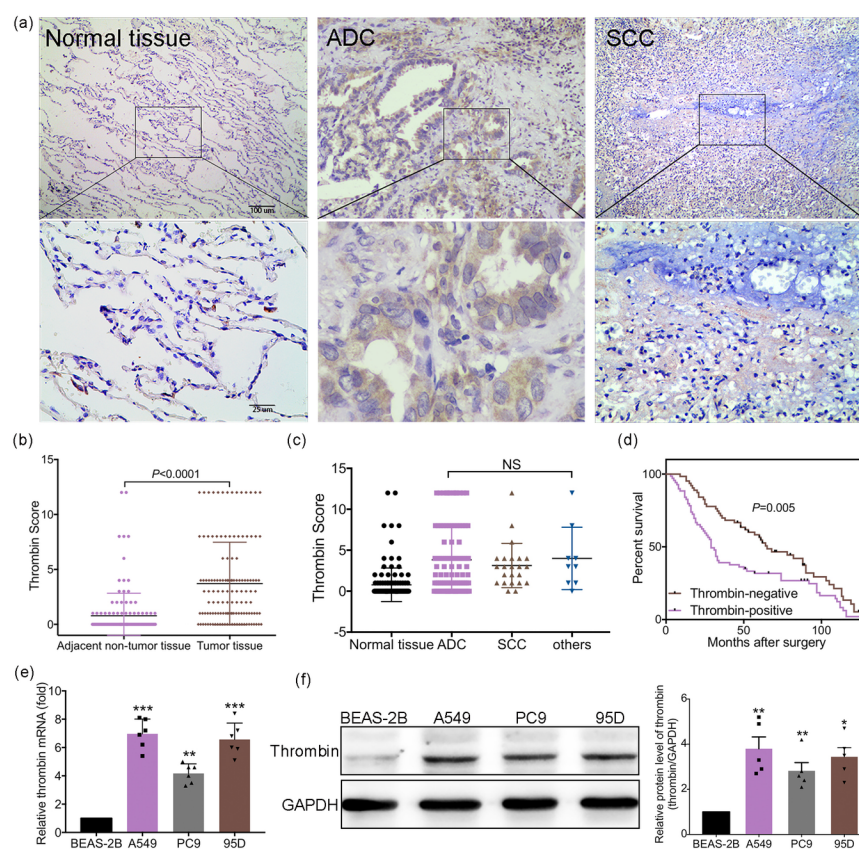 (a)
Normal tissue
ADC
SCC
100 um
25 um
(b)
Thrombin Score
15
10
5
0
P<0.0001
Adjacent non-tumor tissue
Tumor tissue
(c)
Thrombin Score
15
10
5
0
-5
NS
Normal tissue
ADC
SCC
others
(d)
Percent survival
100
50
0
P=0.005
Thrombin-negative
Thrombin-positive
0
50
100
Months after surgery
(e)
Relative thrombin mRNA (fold)
10
8
6
4
2
0
***
**
***
BEAS-2B
A549
PC9
95D
(f)
BEAS-2B
A549
PC9
95D
Thrombin
GAPDH
Relative protein level of thrombin
(thrombin/GAPDH)
6
4
2
0
**
**
*
BEAS-2B
A549
PC9
95D